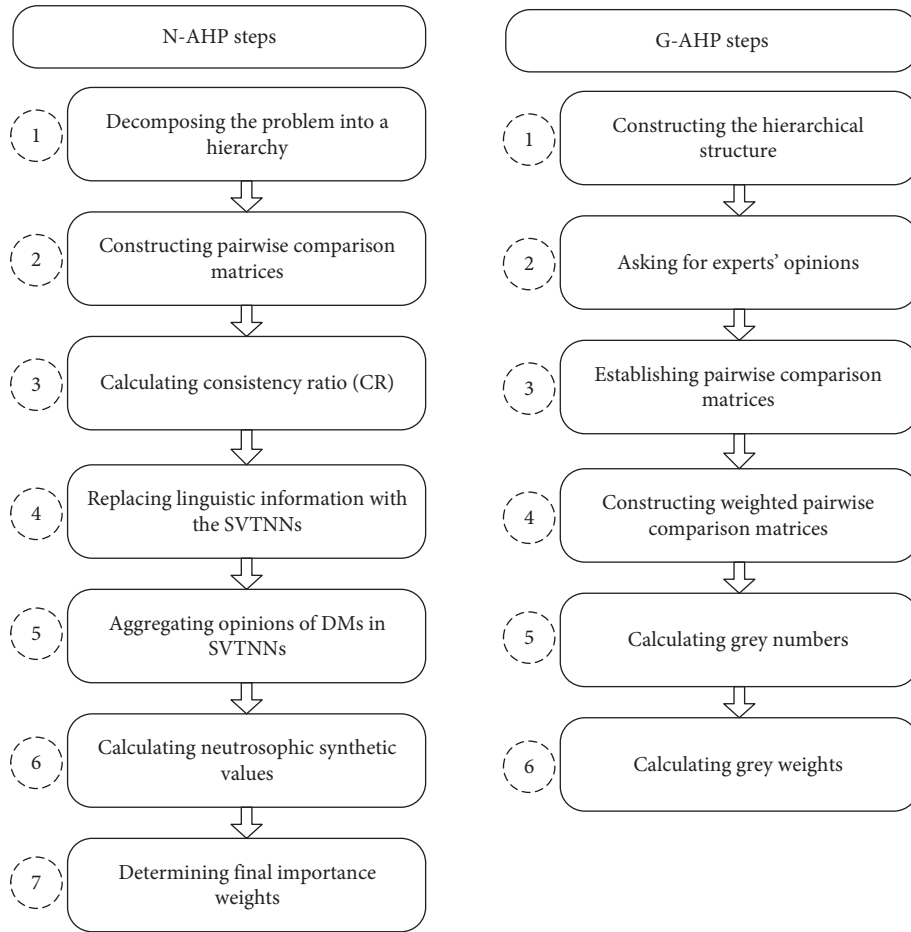 N-AHP steps
1
Decomposing the problem into a
hierarchy
2
Constructing pairwise comparison
matrices
3
Calculating consistency ratio (CR)
4
Replacing linguistic information with
the SVTNNs
5
Aggregating opinions of DMs in
SVTNNs
6
Calculating neutrosophic synthetic
values
7
Determining final importance
weights
G-AHP steps
1
Constructing the hierarchical
structure
2
Asking for experts’ opinions
3
Establishing pairwise comparison
matrices
4
Constructing weighted pairwise
comparison matrices
5
Calculating grey numbers
6
Calculating grey weights